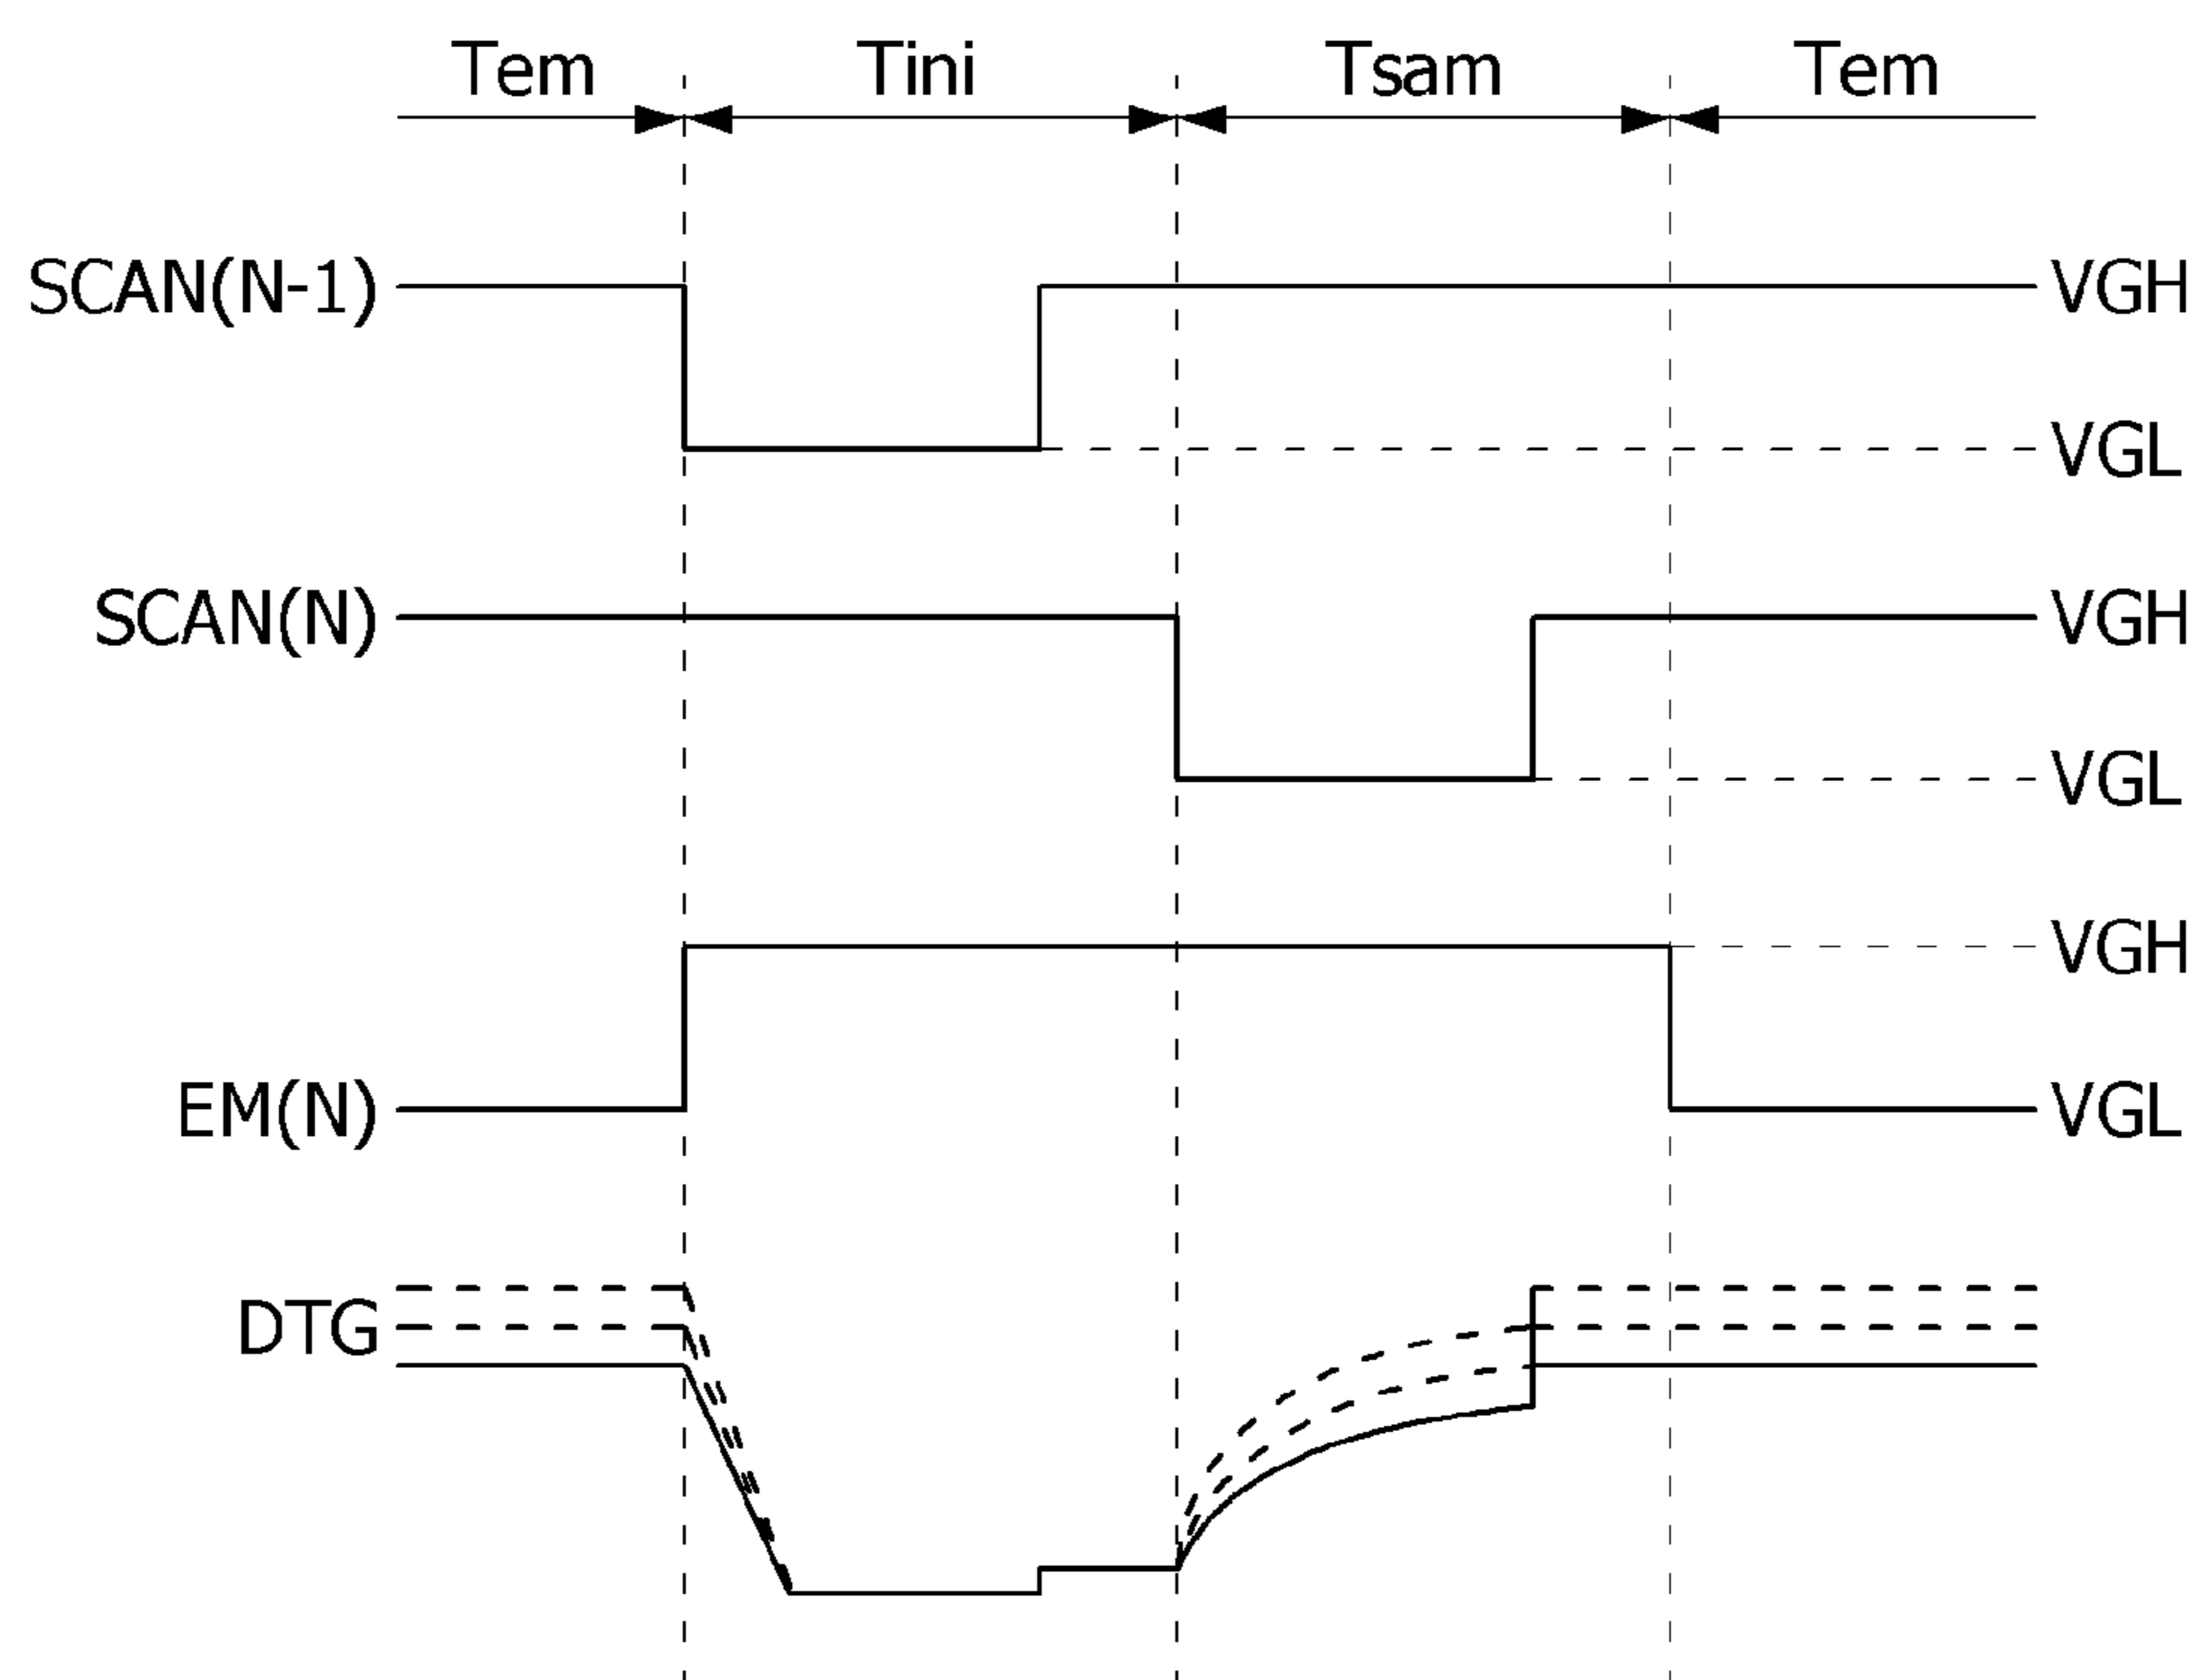 Tem Tini Tsam Tem
SCAN(N-1) VGH
VGL
SCAN(N) VGH
VGL
VGH
EM(N) VGL
DTG